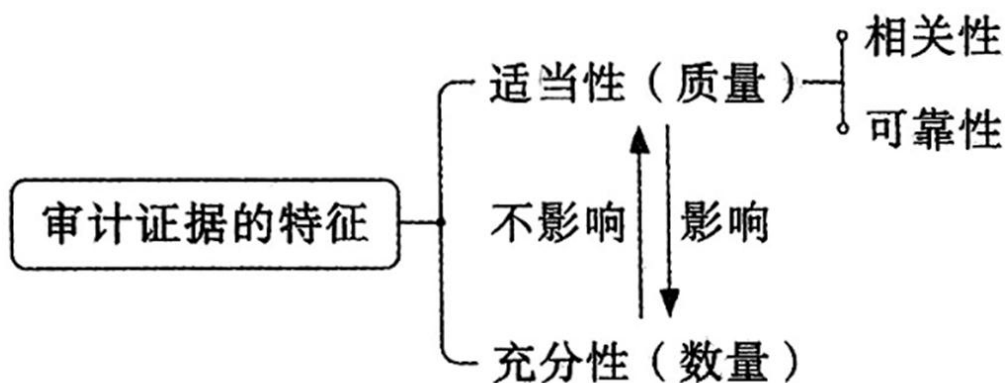 相关性
适当性（质量）
可靠性
审计证据的特征
不影响
影响
充分性（数量）